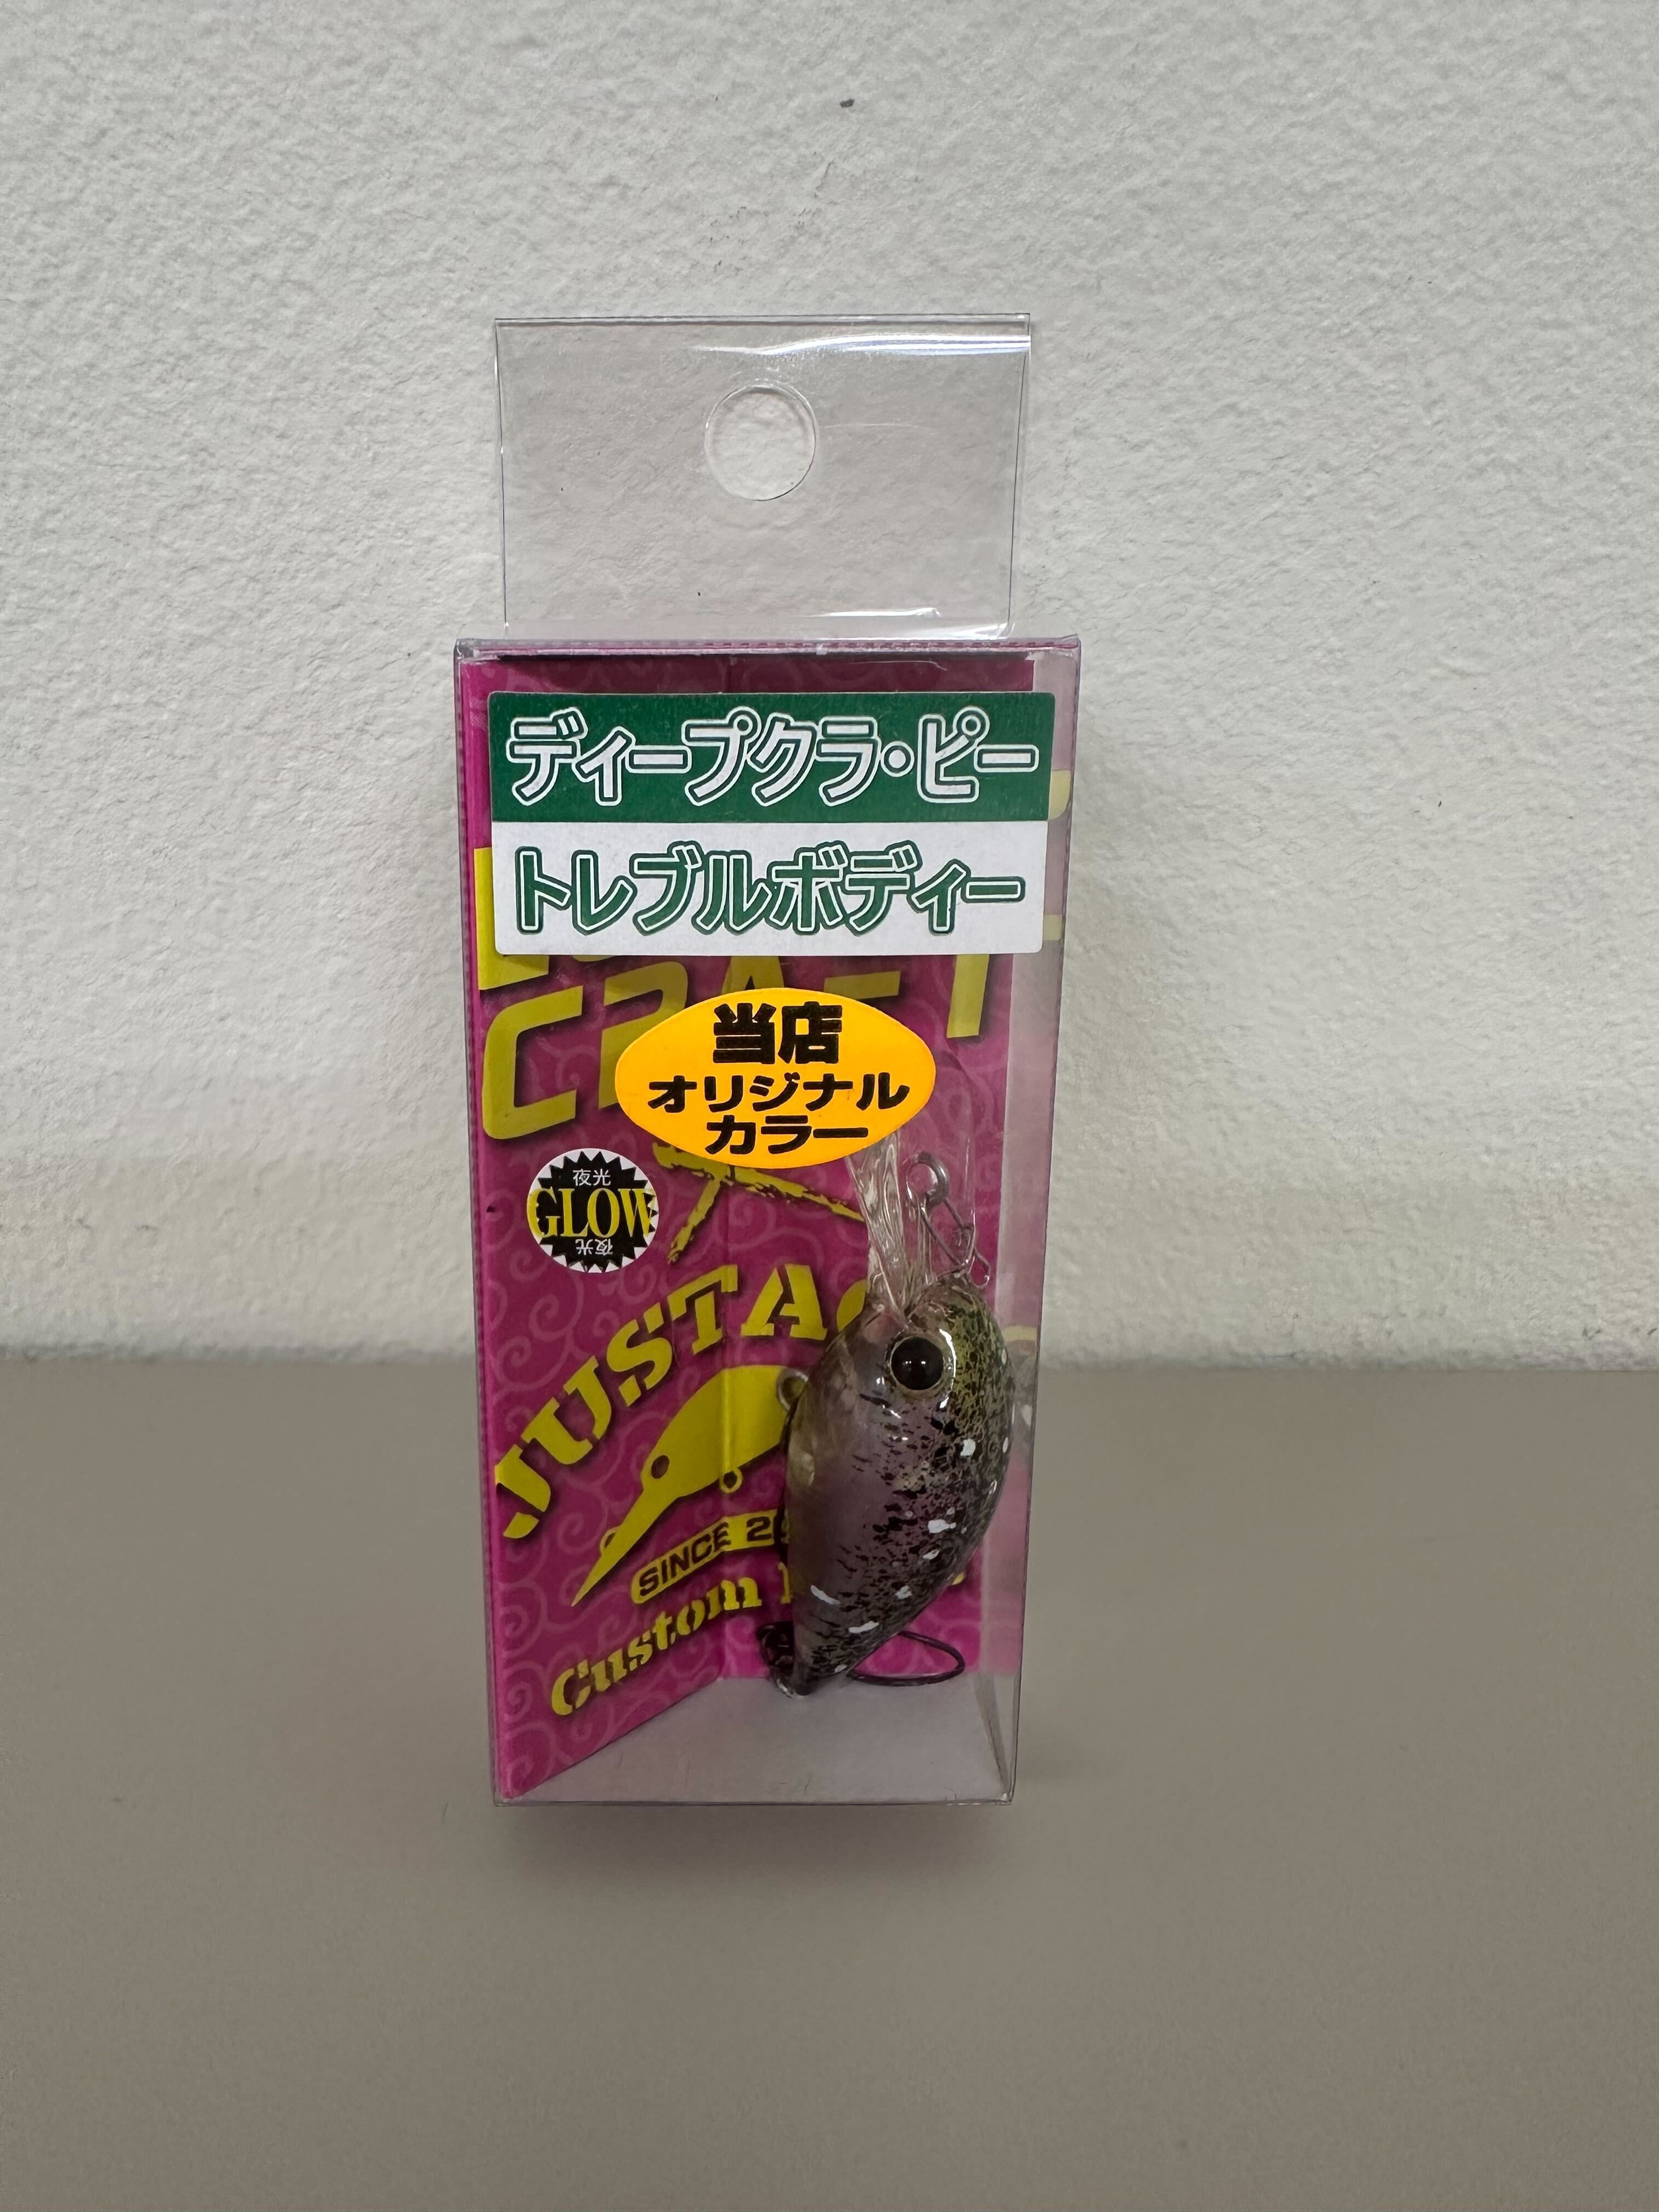 ディープクラ・ピー
トレブルボディー
当店
オリジナル
カラー
夜光
GLOW
夜光
SINCE
Custom